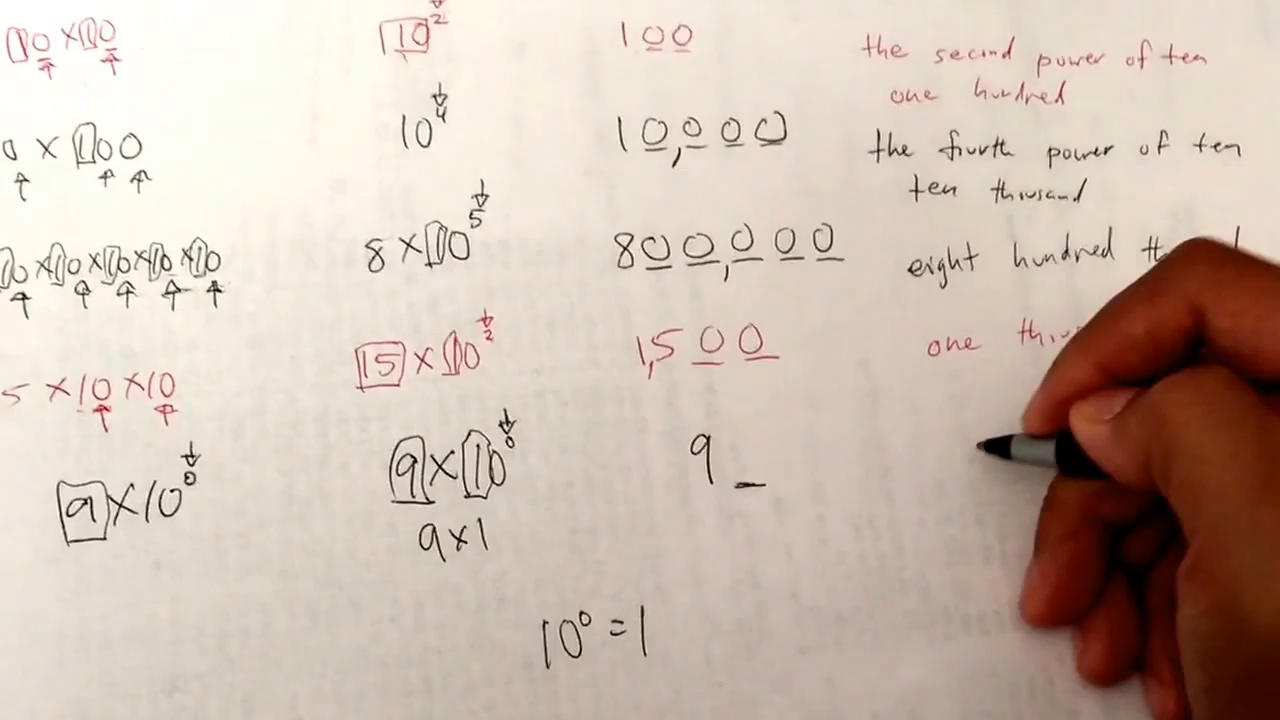 10 × 10 10² 100 the second power of ten
one hundred
× 100 10⁴ 10,000 the fourth power of ten
ten thousand
10 × 10 × 10 × 10 × 10 8 × 10⁵ 800,000 eight hundred
5 × 10 × 10 15 × 10² 1,500 one
9 × 10⁰ 9 × 10⁰ 9
9 × 1
10⁰ = 1